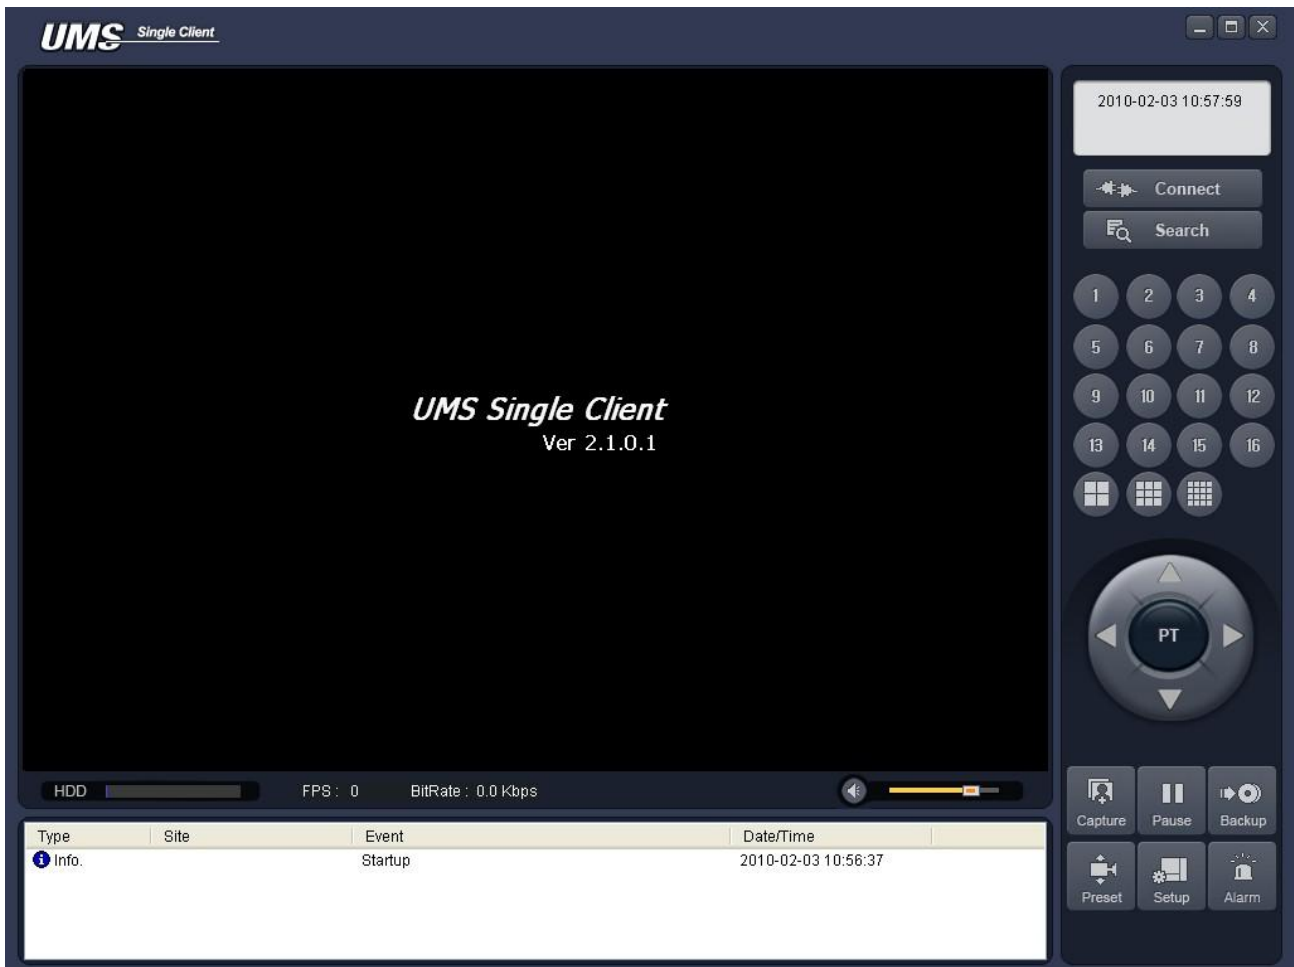 UMS Single Client
2010-02-03 10:57:59
Connect
Search
1 2 3 4
5 6 7 8
9 10 11 12
13 14 15 16
UMS Single Client
Ver 2.1.0.1
PT
HDD FPS : 0 BitRate : 0.0 Kbps
Capture Pause Backup
Preset Setup Alarm
Type Site Event Date/Time
Info. Startup 2010-02-03 10:56:37